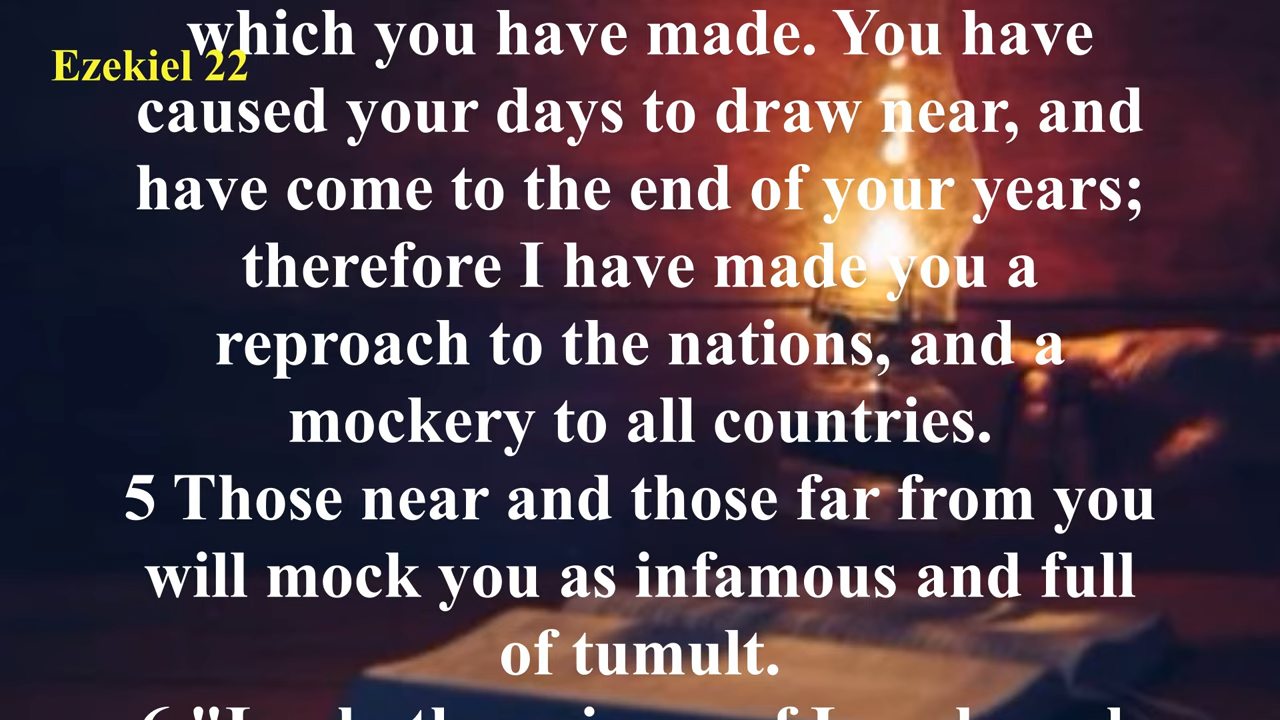 which you have made. You have
Ezekiel 22
caused your days to draw near, and
have come to the end of your years;
therefore I have made you a
reproach to the nations, and a
mockery to all countries.
5 Those near and those far from you
will mock you as infamous and full
of tumult.